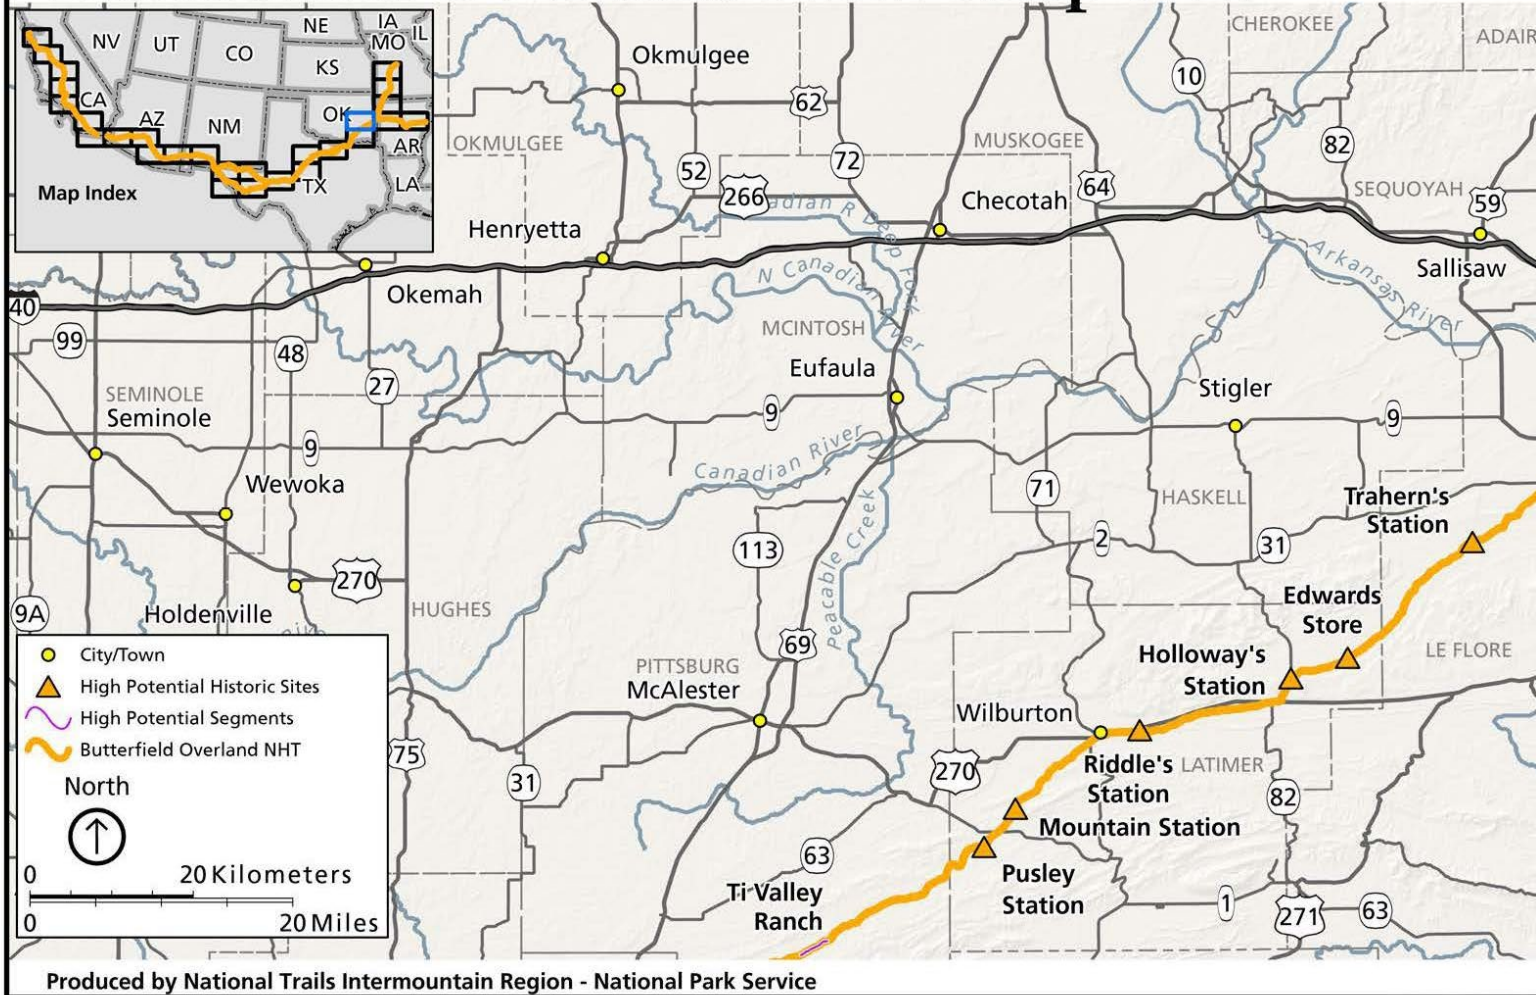 NE
IA
IL
NV
UT
CO
MO
KS
CA
AZ
NM
OK
AR
TX
LA
Map Index
CHEROKEE
ADAIR
Okmulgee
10
62
OKMULGEE
MUSKOGEE
82
52
72
266
64
SEQUOYAH
59
Checotah
adian R
Deep Fork
Henryetta
Sallisaw
Arkansas River
Okemah
N Canadian River
40
99
MCINTOSH
48
27
Eufaula
Stigler
SEMINOLE
Seminole
9
9
9
Canadian River
Wewoka
71
HASKELL
Trahern's
Station
113
2
31
Peacable Creek
270
9A
Holdenville
HUGHES
Edwards
Store
69
LE FLORE
Holloway's
Station
PITTSBURG
McAlester
Wilburton
75
31
270
Riddle's
Station
LATIMER
82
Mountain Station
63
Pusley
Station
Ti Valley
Ranch
1
271
63
City/Town
High Potential Historic Sites
High Potential Segments
Butterfield Overland NHT
North
0 20 Kilometers
0 20 Miles
Produced by National Trails Intermountain Region - National Park Service